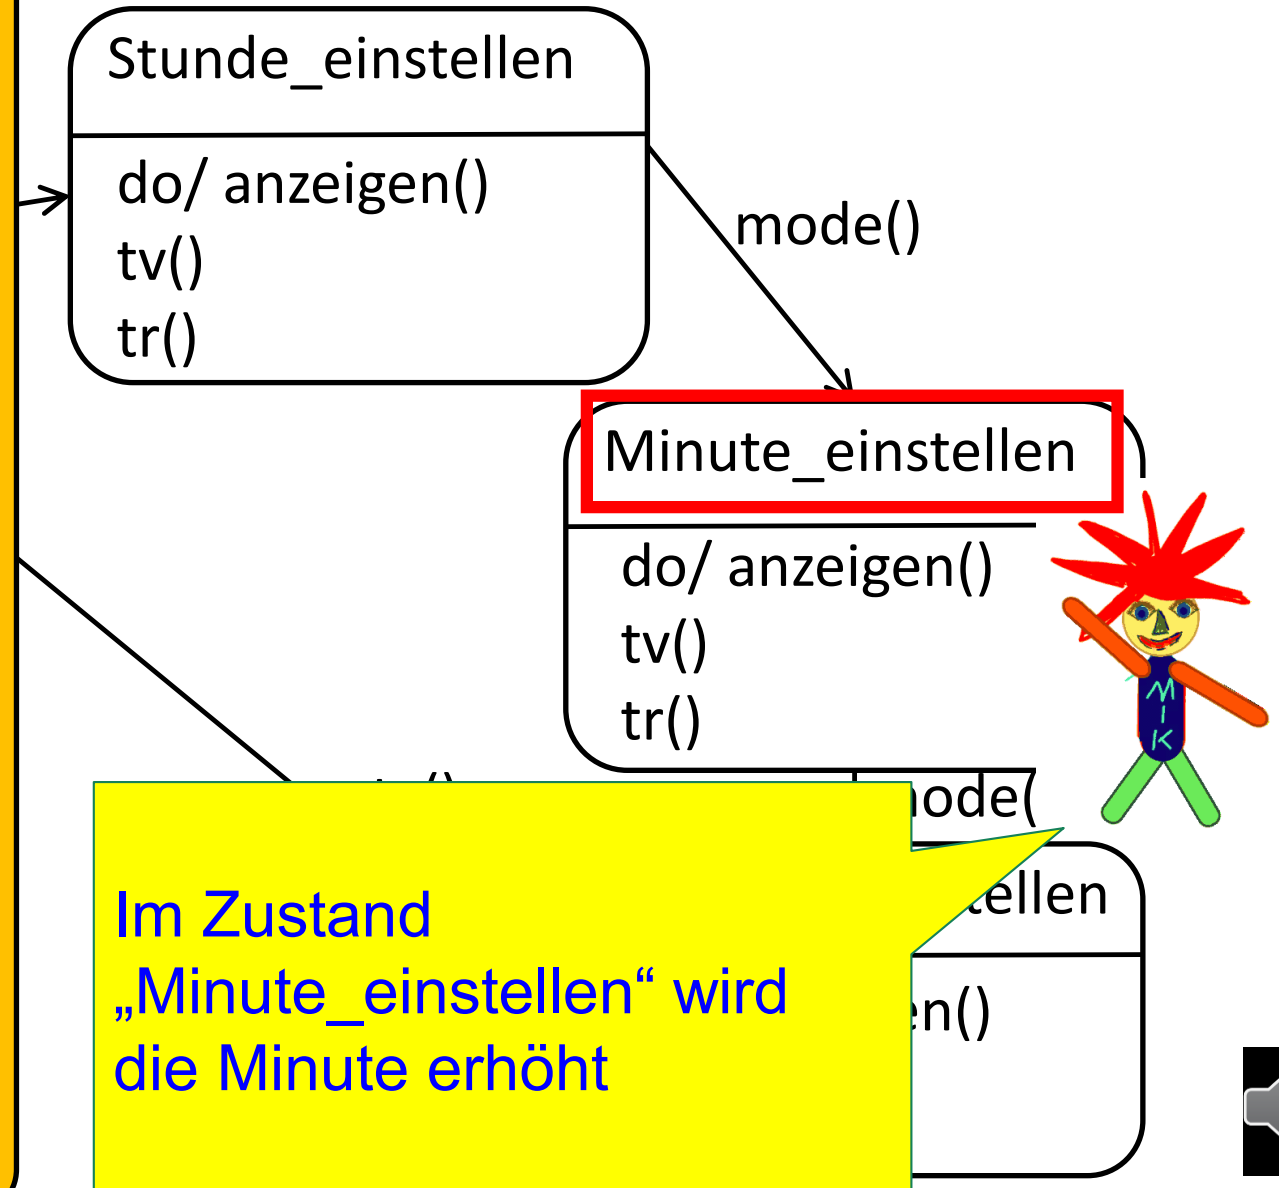 Stunde_einstellen
do/ anzeigen()
tv()
tr()
mode()
Minute_einstellen
do/ anzeigen()
tv()
tr()
MIK
Im Zustand
„Minute_einstellen“ wird
die Minute erhöht